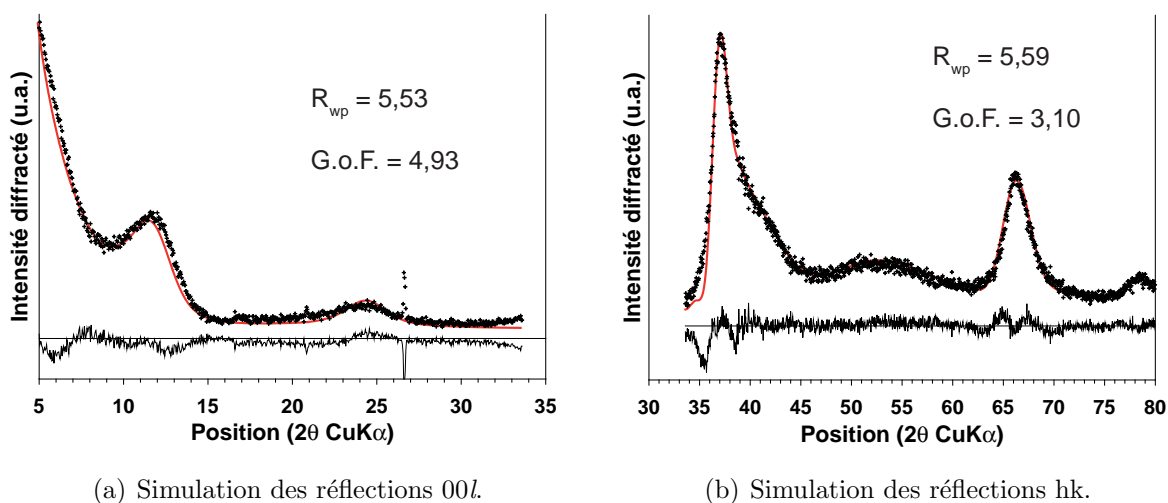 Intensité diffracté (u.a.)
R_wp = 5,53
G.o.F. = 4,93
5 10 15 20 25 30 35
Position (2θ CuKα)
(a) Simulation des réflections 00l.
Intensité diffracté (u.a.)
R_wp = 5,59
G.o.F. = 3,10
30 35 40 45 50 55 60 65 70 75 80
Position (2θ CuKα)
(b) Simulation des réflections hk.